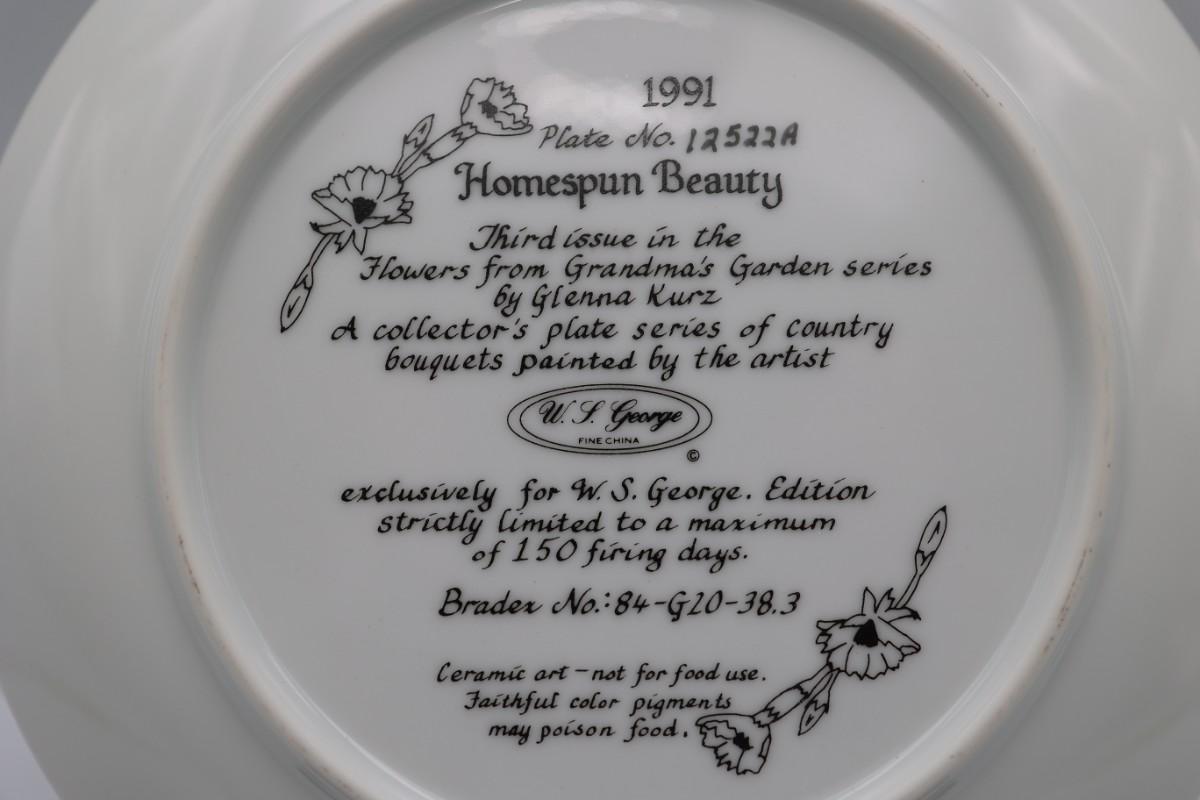 1991
Plate No. 12522A
Homespun Beauty
Third issue in the
Flowers from Grandma's Garden series
by Glenna Kurz
A collector's plate series of country
bouquets painted by the artist
W. S. George
FINE CHINA
©
exclusively for W. S. George. Edition
strictly limited to a maximum
of 150 firing days.
Bradex No.: 84-G20-38.3
Ceramic art - not for food use.
Faithful color pigments
may poison food.